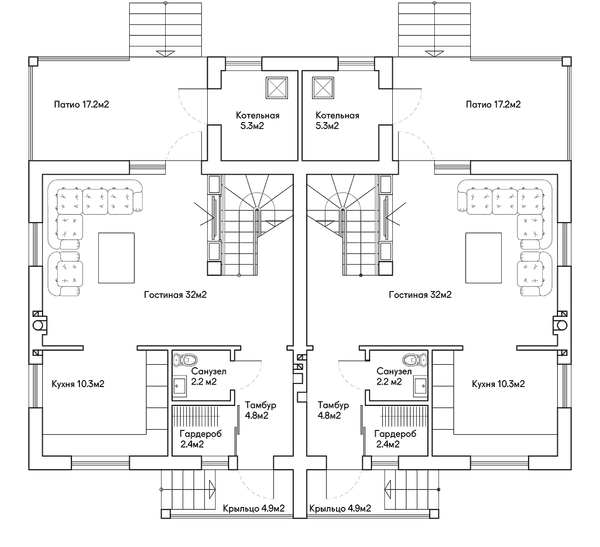 Патио 17.2м2
Котельная
5.3м2
Котельная
5.3м2
Патио 17.2м2
Гостиная 32м2
Гостиная 32м2
Кухня 10.3м2
Санузел
2.2 м2
Тамбур
4.8м2
Гардероб
2.4м2
Тамбур
4.8м2
Санузел
2.2 м2
Гардероб
2.4м2
Кухня 10.3м2
Крыльцо 4.9м2
Крыльцо 4.9м2